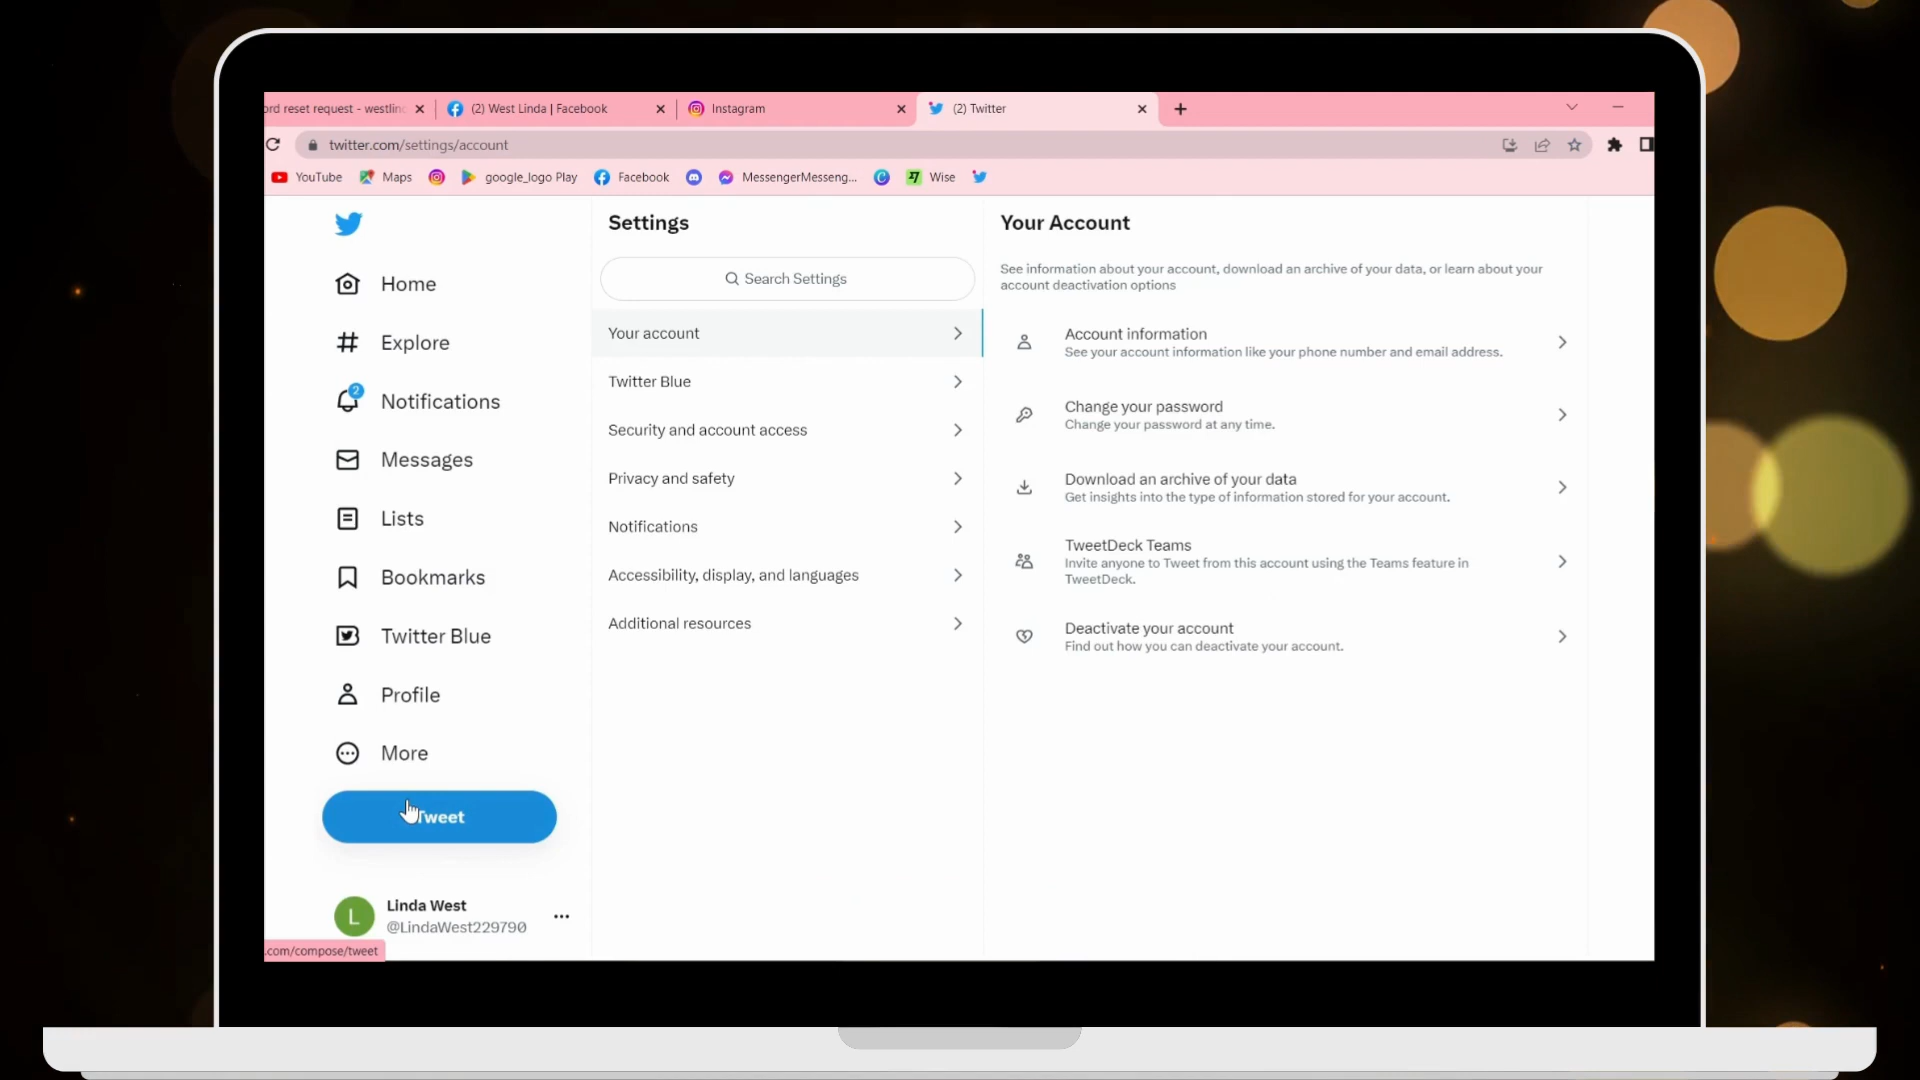 ord reset request - westlin
(2) West Linda | Facebook
Instagram
(2) Twitter
twitter.com/settings/account
YouTube
Maps
google_logo Play
Facebook
MessengerMesseng...
Wise
Home
Explore
2
Notifications
Messages
Lists
Bookmarks
Twitter Blue
Profile
More
Tweet
L
Linda West
@LindaWest229790
.com/compose/tweet
Settings
Search Settings
Your account
Twitter Blue
Security and account access
Privacy and safety
Notifications
Accessibility, display, and languages
Additional resources
Your Account
See information about your account, download an archive of your data, or learn about your
account deactivation options
Account information
See your account information like your phone number and email address.
Change your password
Change your password at any time.
Download an archive of your data
Get insights into the type of information stored for your account.
TweetDeck Teams
Invite anyone to Tweet from this account using the Teams feature in
TweetDeck.
Deactivate your account
Find out how you can deactivate your account.